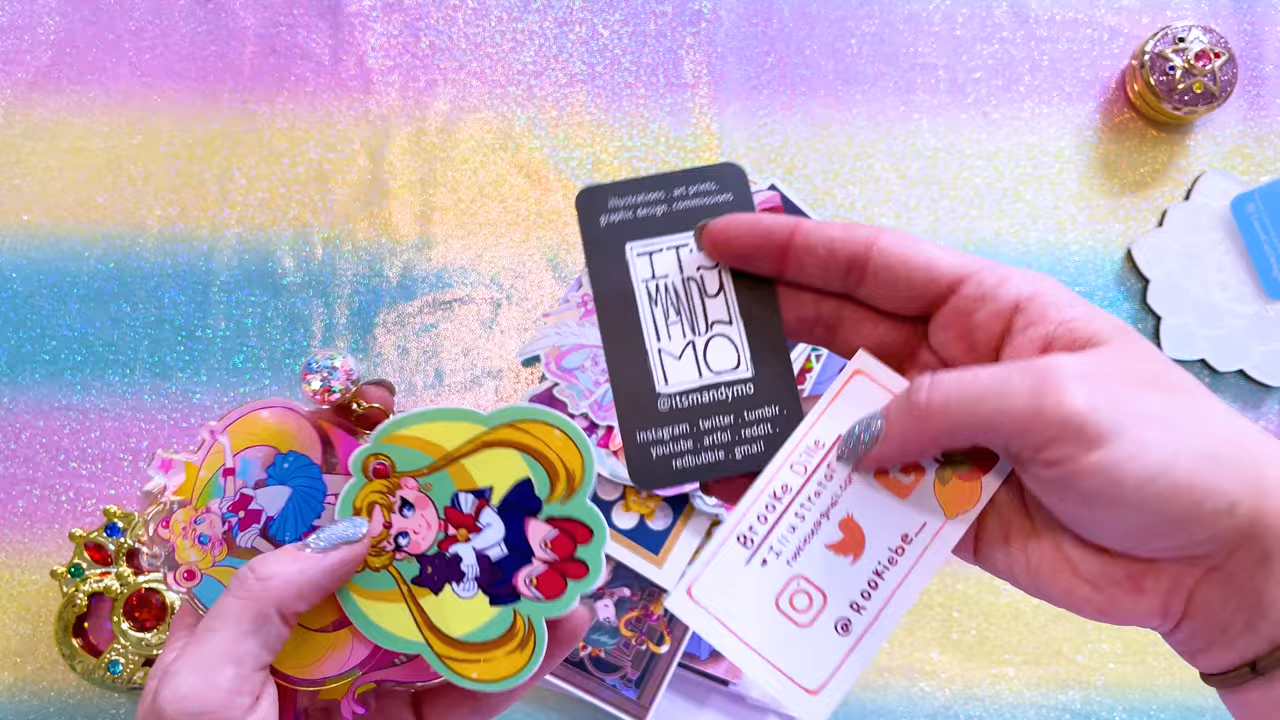 illustrations . art prints.
graphic design, commissions
IT'S
MANDY
MO
@itsmandymo
instagram . twitter . tumblr .
youtube . artfol . reddit .
redbubble . gmail
Brooke Dille
Illustrator
@Rookiebe_